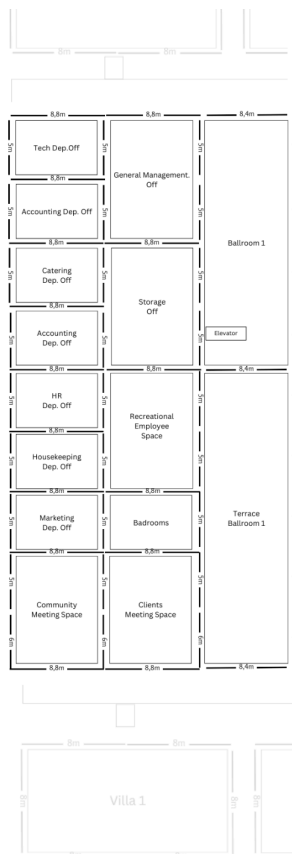 8m
8m
8,8m
8,8m
8,4m
5m
5m
5m
Tech Dep.Off
General Management.
Off
8,8m
5m
5m
5m
Accounting Dep. Off
Ballroom 1
8,8m
8,8m
5m
5m
5m
Catering
Dep. Off
Storage
Off
8,8m
5m
5m
5m
Accounting
Dep. Off
Elevator
8,8m
8,8m
8,4m
5m
5m
5m
HR
Dep. Off
Recreational
Employee
Space
8,8m
5m
5m
5m
Housekeeping
Dep. Off
8,8m
8,8m
5m
5m
5m
Marketing
Dep. Off
Badrooms
Terrace
Ballroom 1
8,8m
8,8m
5m
5m
5m
Community
Meeting Space
Clients
Meeting Space
6m
6m
6m
8,8m
8,8m
8,4m
8m
8m
8m
8m
8m
Villa 1